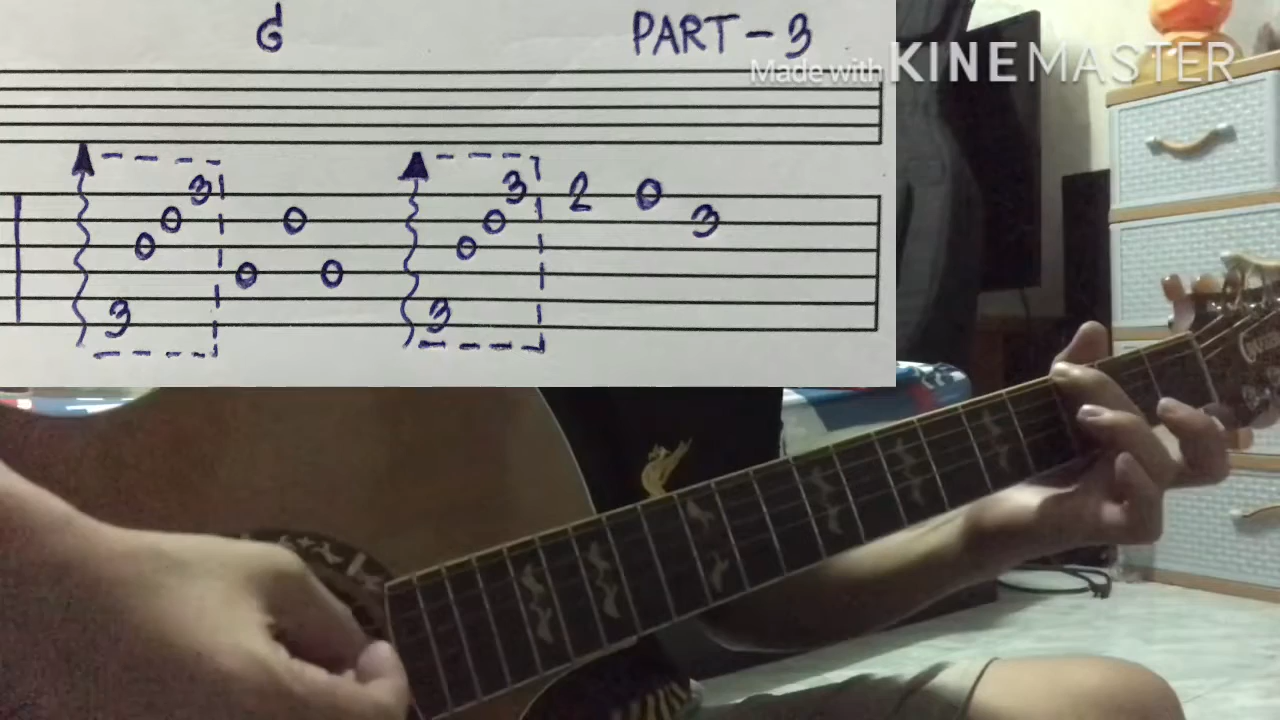 G PART - 3
Made with KINEMASTER
3 3 2 0
0 0 0 3
0 0
0 0
3 3